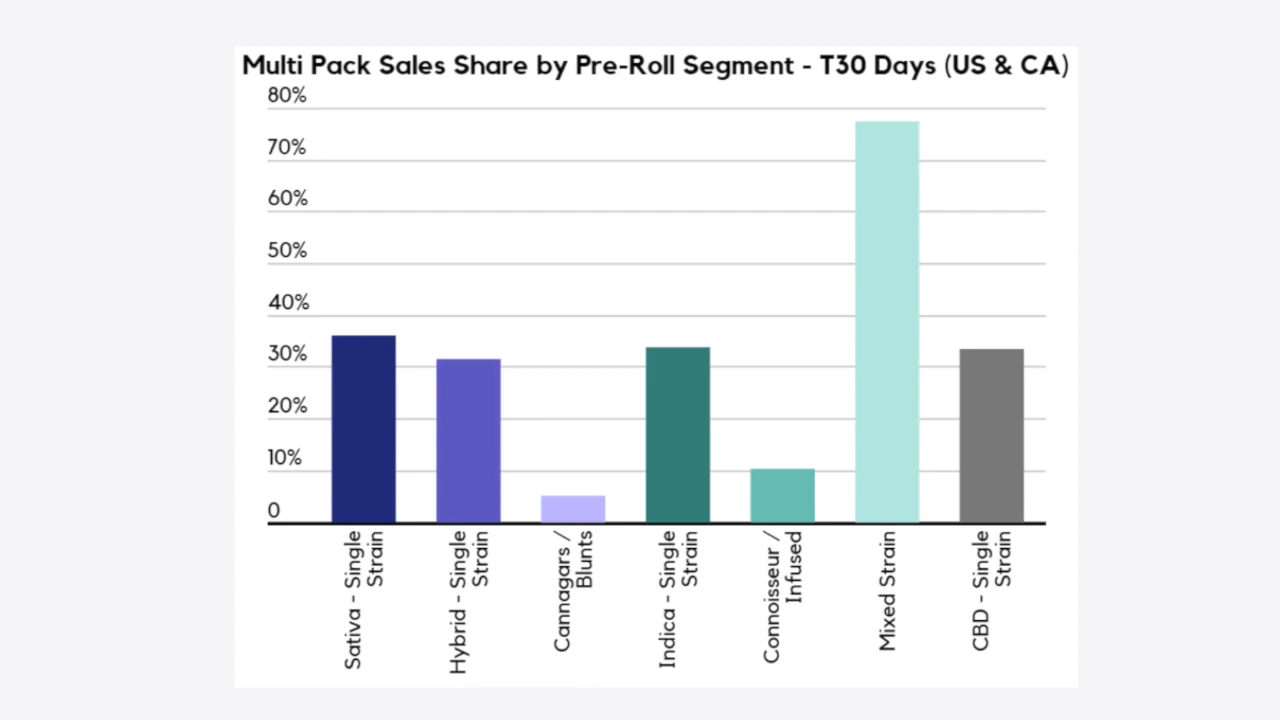 Multi Pack Sales Share by Pre-Roll Segment - T30 Days (US & CA)
80%
70%
60%
50%
40%
30%
20%
10%
0
Sativa - Single
Strain
Hybrid - Single
Strain
Cannagars /
Blunts
Indica - Single
Strain
Connoisseur /
Infused
Mixed Strain
CBD - Single
Strain